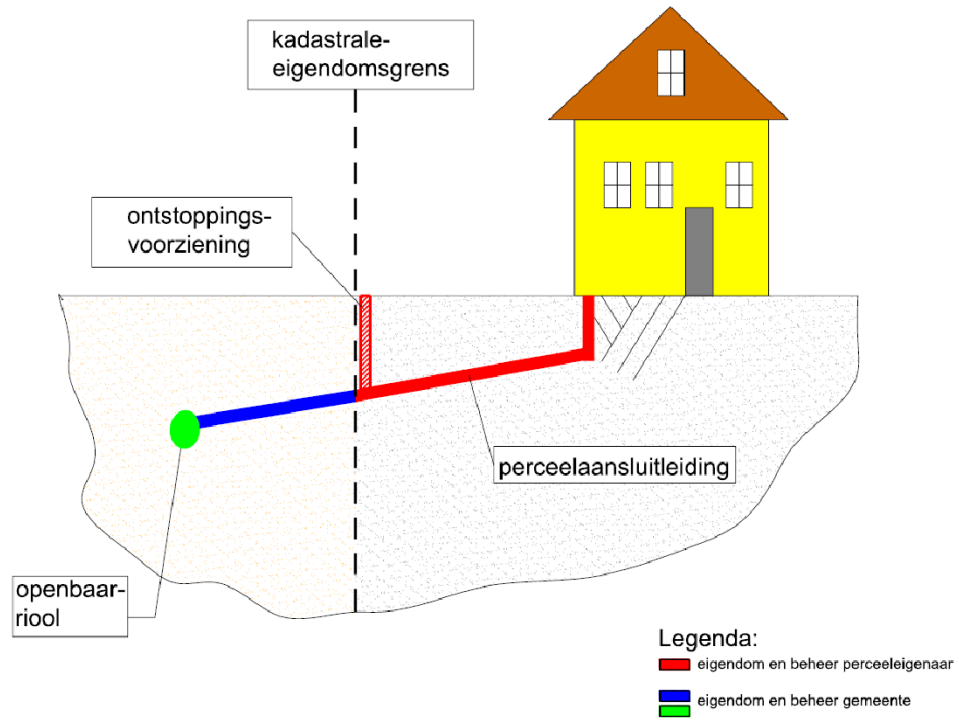 kadastrale-
eigendomsgrens
ontstoppings-
voorziening
perceelaansluitleiding
openbaar-
riool
Legenda:
eigendom en beheer perceeleigenaar
eigendom en beheer gemeente